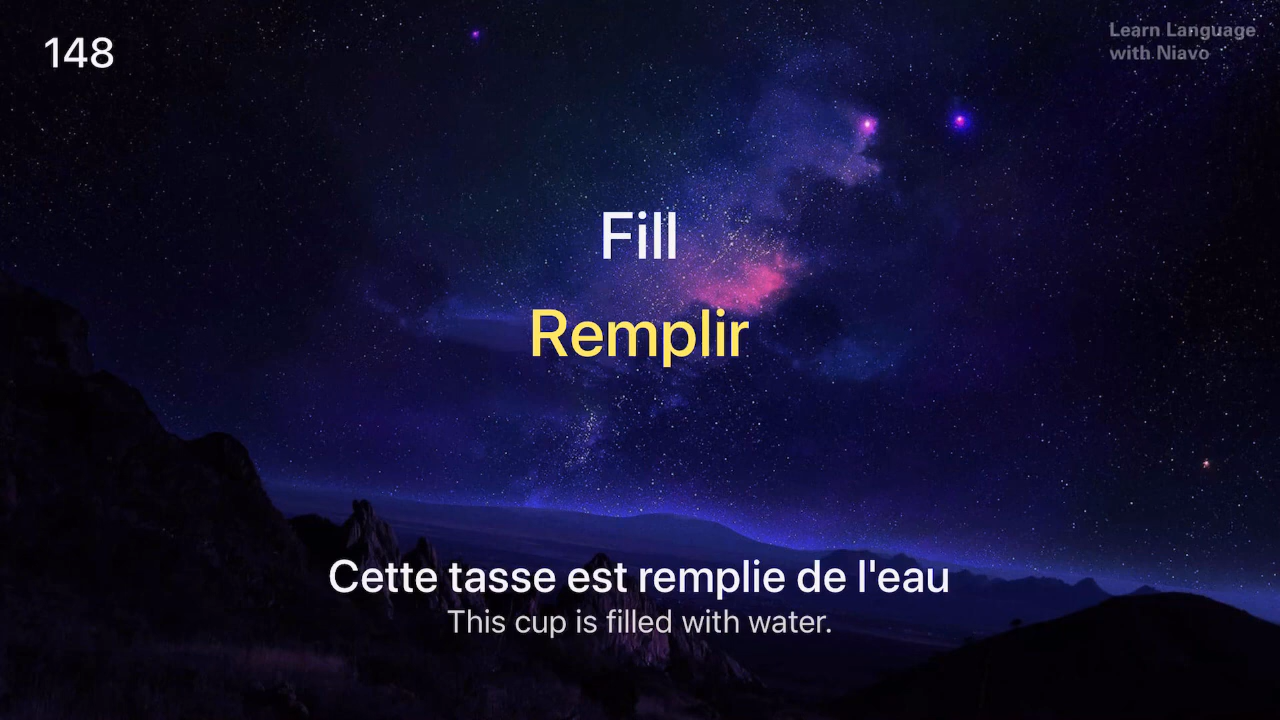 148
Learn Language
with Niavo
Fill
Remplir
Cette tasse est remplie de l'eau
This cup is filled with water.